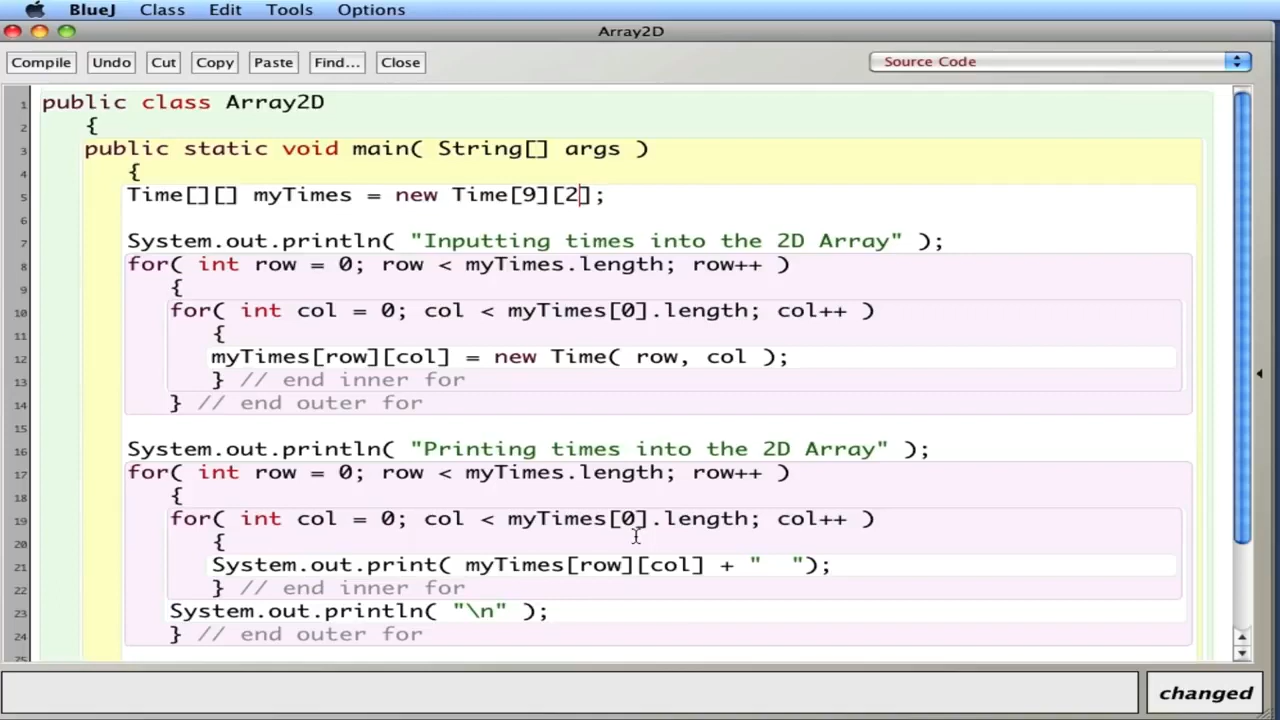 BlueJ Class Edit Tools Options
Array2D
Compile Undo Cut Copy Paste Find... Close Source Code
1 public class Array2D
2 {
3 public static void main( String[] args )
4 {
5 Time[][] myTimes = new Time[9][2];
6
7 System.out.println( "Inputting times into the 2D Array" );
8 for( int row = 0; row < myTimes.length; row++ )
9 {
10 for( int col = 0; col < myTimes[0].length; col++ )
11 {
12 myTimes[row][col] = new Time( row, col );
13 } // end inner for
14 } // end outer for
15
16 System.out.println( "Printing times into the 2D Array" );
17 for( int row = 0; row < myTimes.length; row++ )
18 {
19 for( int col = 0; col < myTimes[0].length; col++ )
20 {
21 System.out.print( myTimes[row][col] + "  ");
22 } // end inner for
23 System.out.println( "\n" );
24 } // end outer for
25
changed